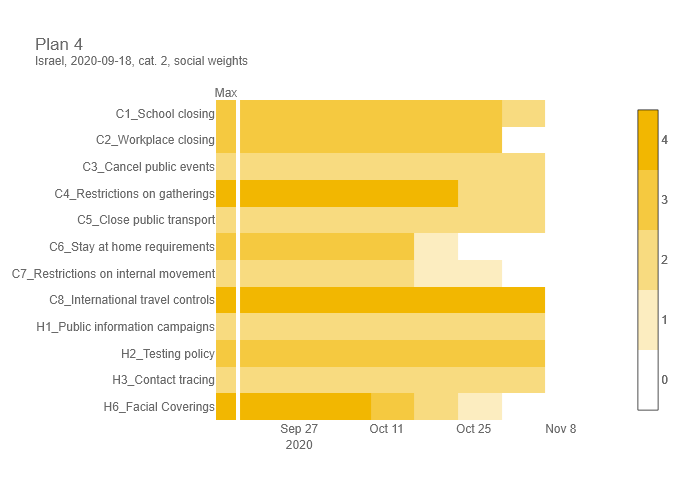 Plan 4
Israel, 2020-09-18, cat. 2, social weights
Max
C1_School closing
C2_Workplace closing
C3_Cancel public events
C4_Restrictions on gatherings
C5_Close public transport
C6_Stay at home requirements
C7_Restrictions on internal movement
C8_International travel controls
H1_Public information campaigns
H2_Testing policy
H3_Contact tracing
H6_Facial Coverings
Sep 27 Oct 11 Oct 25 Nov 8
2020
4
3
2
1
0